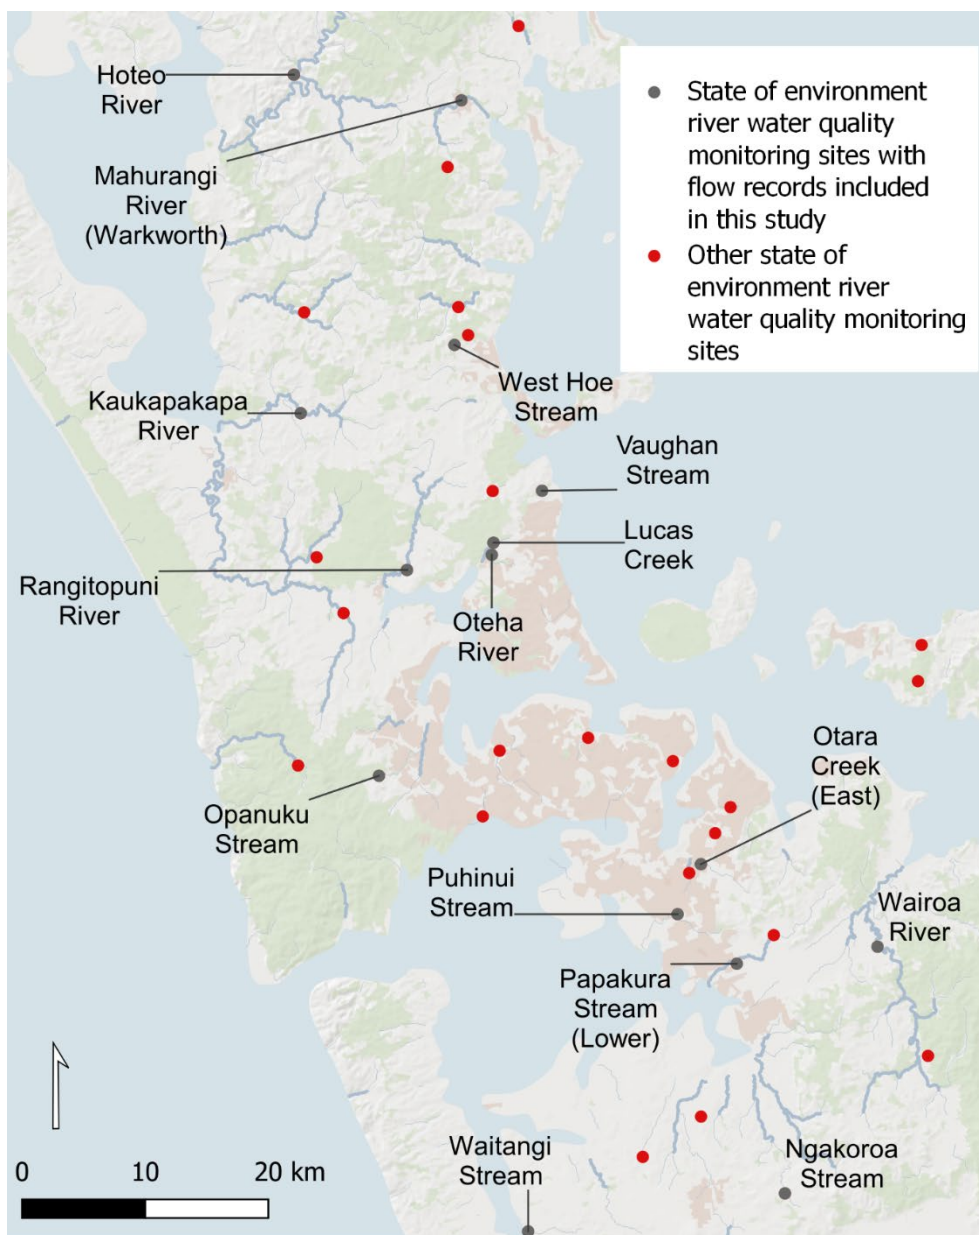 Hoteo
River
Mahurangi
River
(Warkworth)
State of environment
river water quality
monitoring sites with
flow records included
in this study
Other state of
environment river
water quality monitoring
sites
West Hoe
Stream
Kaukapakapa
River
Vaughan
Stream
Lucas
Creek
Rangitopuni
River
Oteha
River
Otara
Creek
(East)
Opanuku
Stream
Puhinui
Stream
Wairoa
River
Papakura
Stream
(Lower)
Waitangi
Stream
Ngakoroa
Stream
0 10 20 km